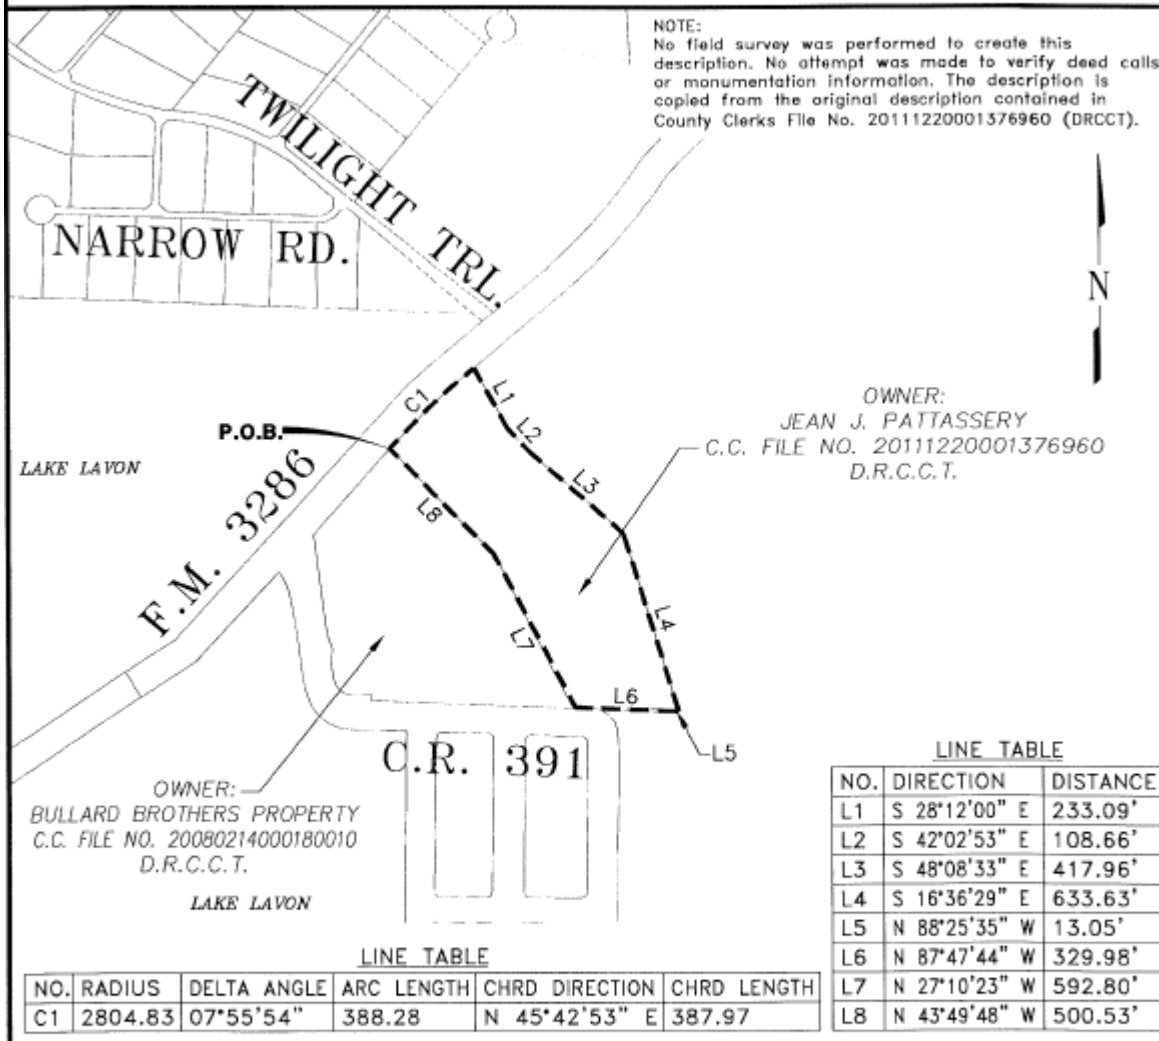 NOTE:
No field survey was performed to create this
description. No attempt was made to verify deed calls
or monumentation information. The description is
copied from the original description contained in
County Clerks File No. 20111220001376960 (DRCCT).
TWILIGHT TRL.
NARROW RD.
N
OWNER:
JEAN J. PATTASSERY
C.C. FILE NO. 20111220001376960
D.R.C.C.T.
C1
L1
L2
P.O.B.
LAKE LAVON
F.M. 3286
L3
L8
L4
L7
L6
L5
C.R. 391
OWNER:
BULLARD BROTHERS PROPERTY
C.C. FILE NO. 20080214000180010
D.R.C.C.T.
LAKE LAVON
LINE TABLE
NO. DIRECTION DISTANCE
L1 S 28°12'00" E 233.09'
L2 S 42°02'53" E 108.66'
L3 S 48°08'33" E 417.96'
L4 S 16°36'29" E 633.63'
L5 N 88°25'35" W 13.05'
L6 N 87°47'44" W 329.98'
L7 N 27°10'23" W 592.80'
L8 N 43°49'48" W 500.53'
LINE TABLE
NO. RADIUS DELTA ANGLE ARC LENGTH CHRD DIRECTION CHRD LENGTH
C1 2804.83 07°55'54" 388.28 N 45°42'53" E 387.97